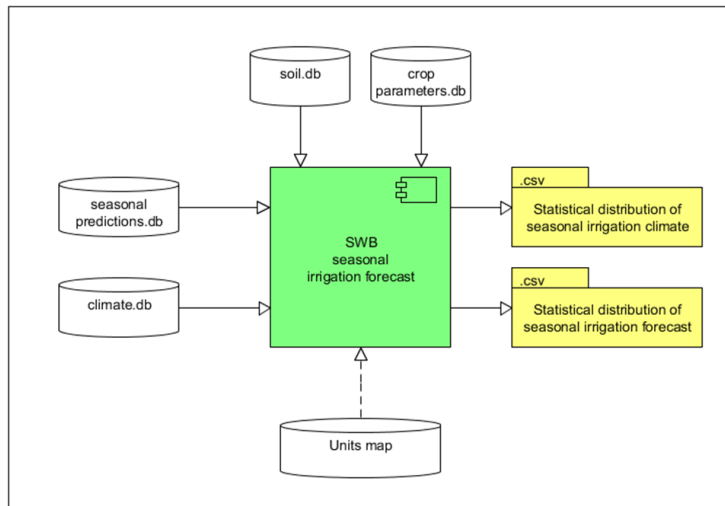 soil.db
crop
parameters.db
seasonal
predictions.db
climate.db
SWB
seasonal
irrigation forecast
.csv
Statistical distribution of
seasonal irrigation climate
.csv
Statistical distribution of
seasonal irrigation forecast
Units map